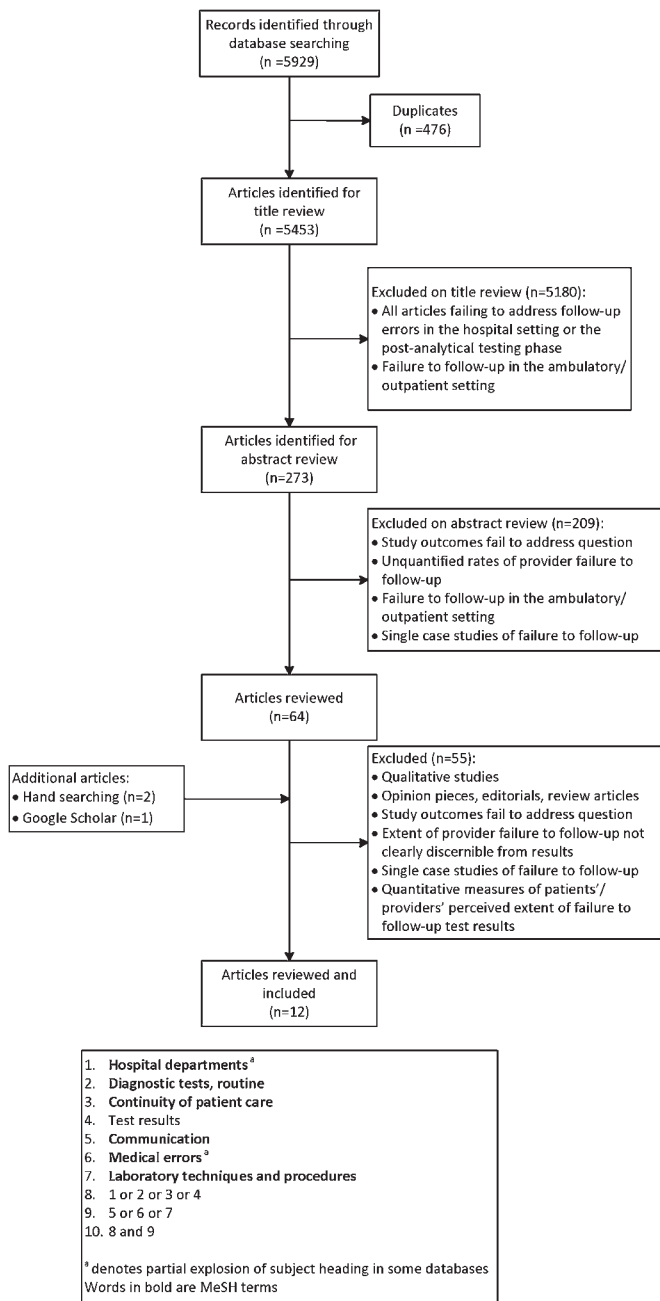 Records identified through
database searching
(n =5929)
Duplicates
(n =476)
Articles identified for
title review
(n =5453)
Excluded on title review (n=5180):
• All articles failing to address follow-up
errors in the hospital setting or the
post-analytical testing phase
• Failure to follow-up in the ambulatory/
outpatient setting
Articles identified for
abstract review
(n=273)
Excluded on abstract review (n=209):
• Study outcomes fail to address question
• Unquantified rates of provider failure to
follow-up
• Failure to follow-up in the ambulatory/
outpatient setting
• Single case studies of failure to follow-up
Articles reviewed
(n=64)
Additional articles:
• Hand searching (n=2)
• Google Scholar (n=1)
Excluded (n=55):
• Qualitative studies
• Opinion pieces, editorials, review articles
• Study outcomes fail to address question
• Extent of provider failure to follow-up not
clearly discernible from results
• Single case studies of failure to follow-up
• Quantitative measures of patients'/
providers' perceived extent of failure to
follow-up test results
Articles reviewed and
included
(n=12)
1. Hospital departments a
2. Diagnostic tests, routine
3. Continuity of patient care
4. Test results
5. Communication
6. Medical errors a
7. Laboratory techniques and procedures
8. 1 or 2 or 3 or 4
9. 5 or 6 or 7
10. 8 and 9
a denotes partial explosion of subject heading in some databases
Words in bold are MeSH terms